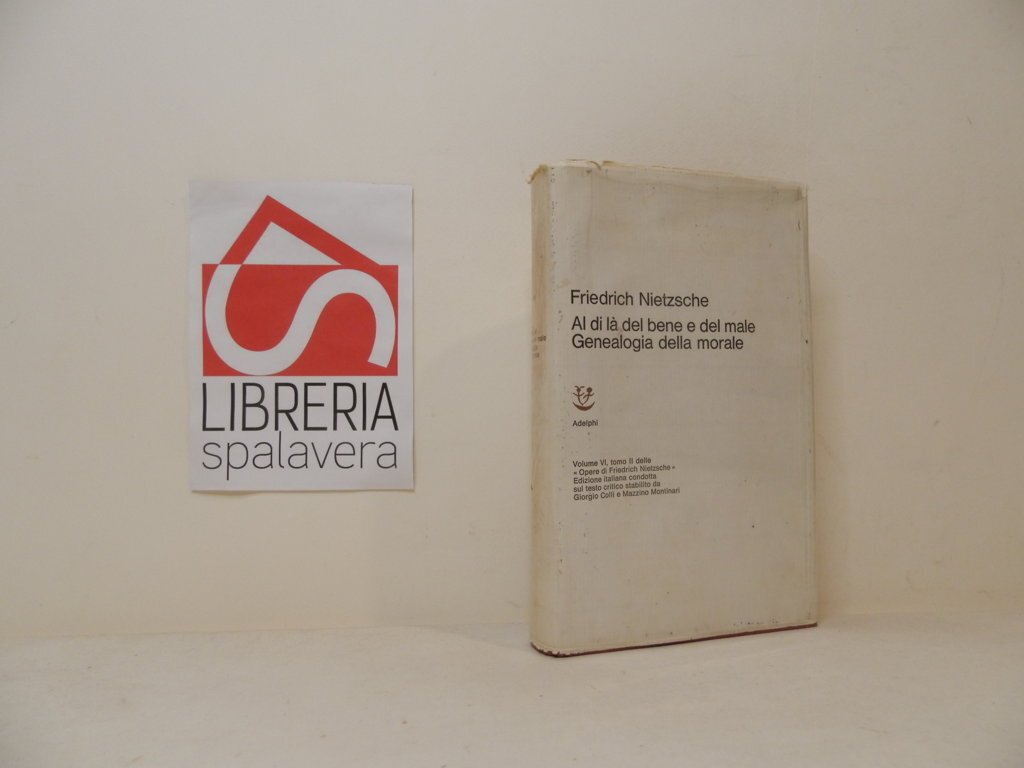 LIBRERIA
spalavera
Friedrich Nietzsche
Al di là del bene e del male
Genealogia della morale
Adelphi
Volume VI, tomo II delle
« Opere di Friedrich Nietzsche »
Edizione italiana condotta
sul testo critico stabilito da
Giorgio Colli e Mazzino Montinari